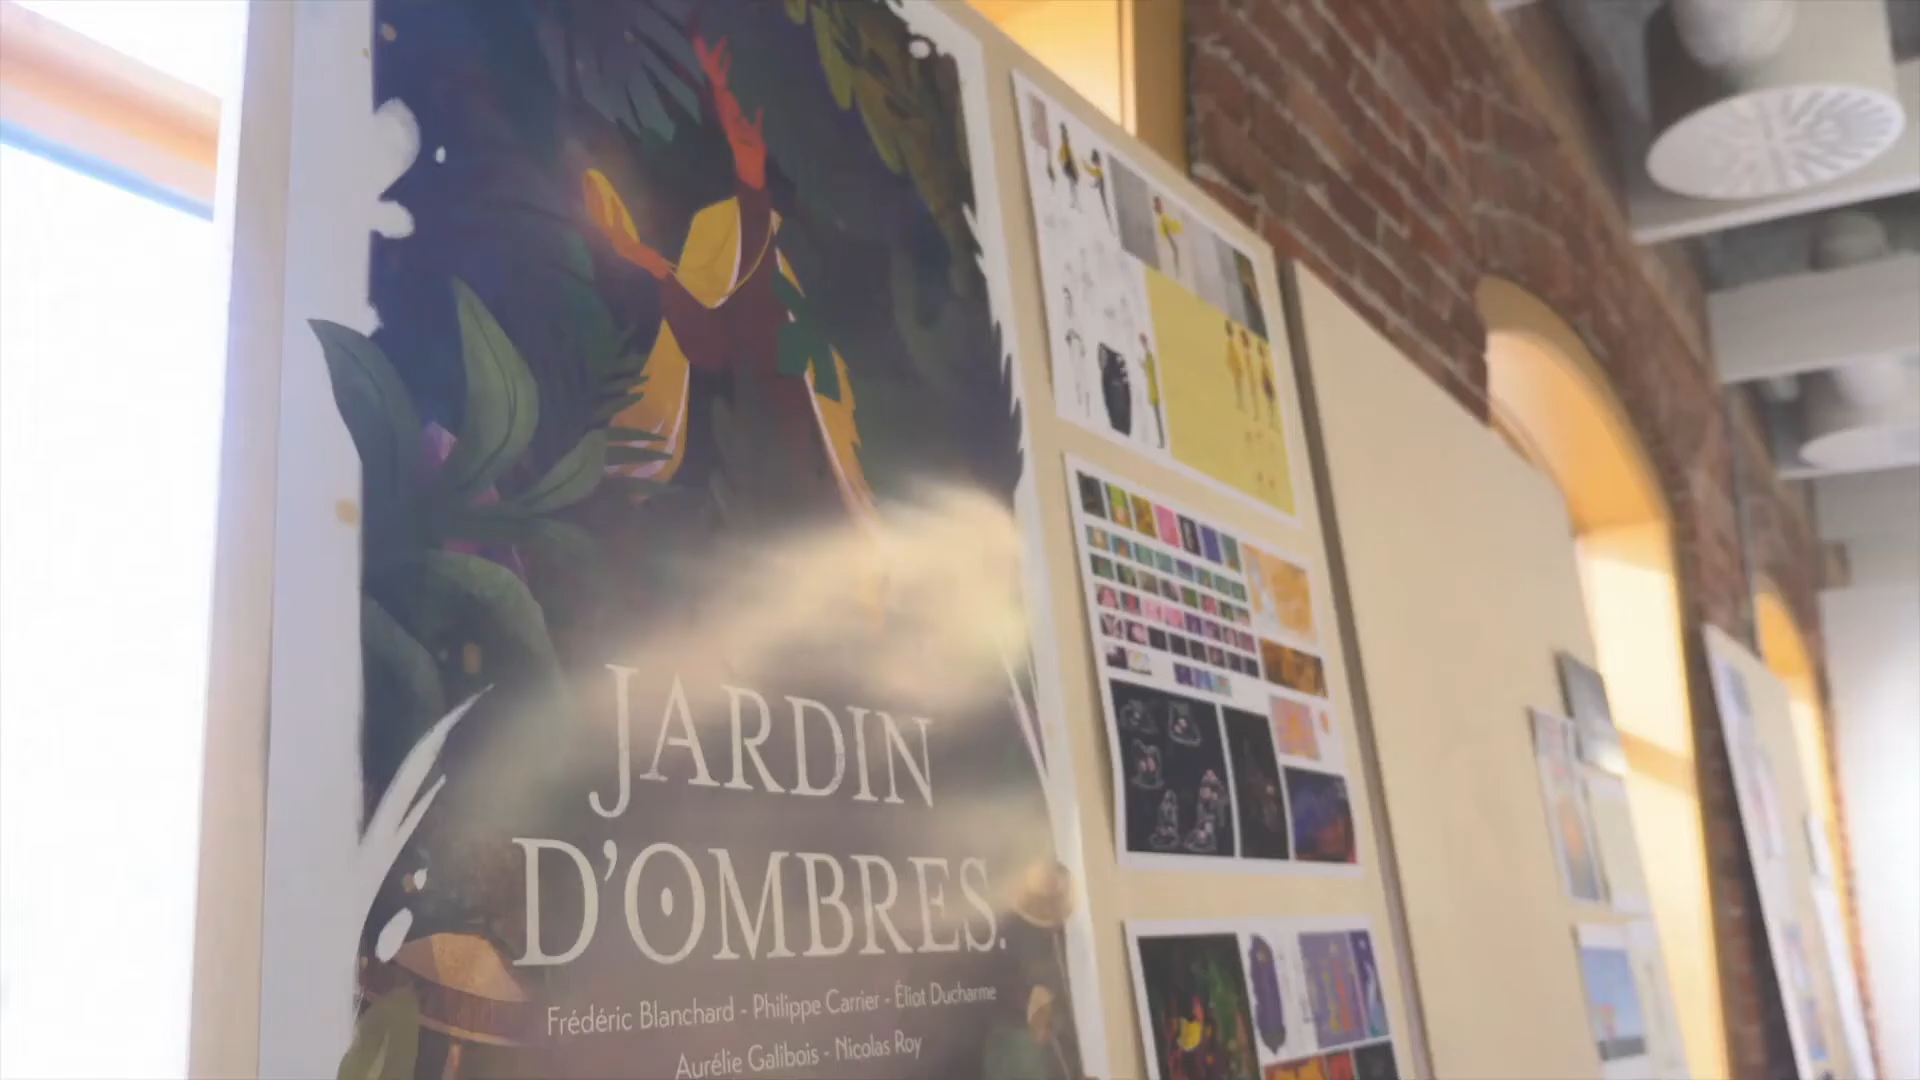 JARDIN
D'OMBRES.
Frédéric Blanchard - Philippe Carrier - Éliot Ducharme
Aurélie Galibois - Nicolas Roy